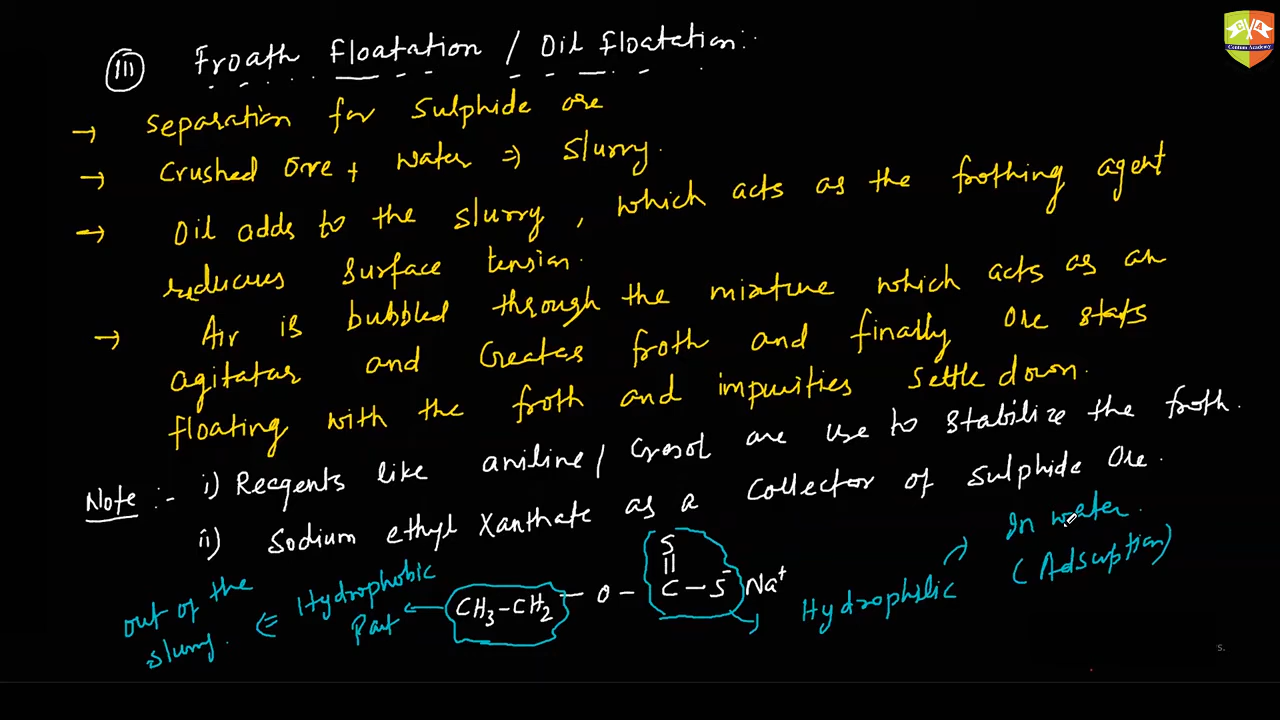 (iii) Froath Floatation / Oil Floatation :-
→ Separation for Sulphide ore
→ Crushed Ore + Water ⇒ Slurry.
→ Oil adds to the slurry, which acts as the frothing agent
reducues surface tension.
→ Air is bubbled through the mixture which acts as an
agitatar and creates froth and finally Ore stats
floating with the froth and impurities settle down.
Note :- i) Reagents like aniline/ Cresol are use to stabilize the froth.
ii) Sodium ethyl Xanthate as a Collector of sulphide Ore.
out of the slurry. ⇐ Hydrophobic Part ← CH3-CH2 - O - C(=S) - S⁻ Na⁺ → Hydrophilic → In water. (Adsorption)
Centum Academy
s.